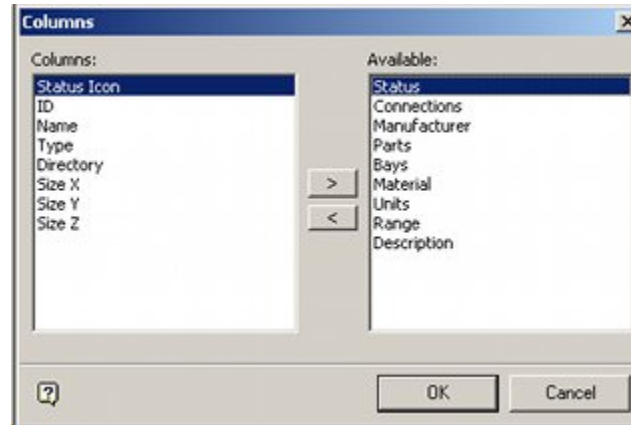 Columns
Columns:
Status Icon
ID
Name
Type
Directory
Size X
Size Y
Size Z
>
<
Available:
Status
Connections
Manufacturer
Parts
Bays
Material
Units
Range
Description
?
OK
Cancel